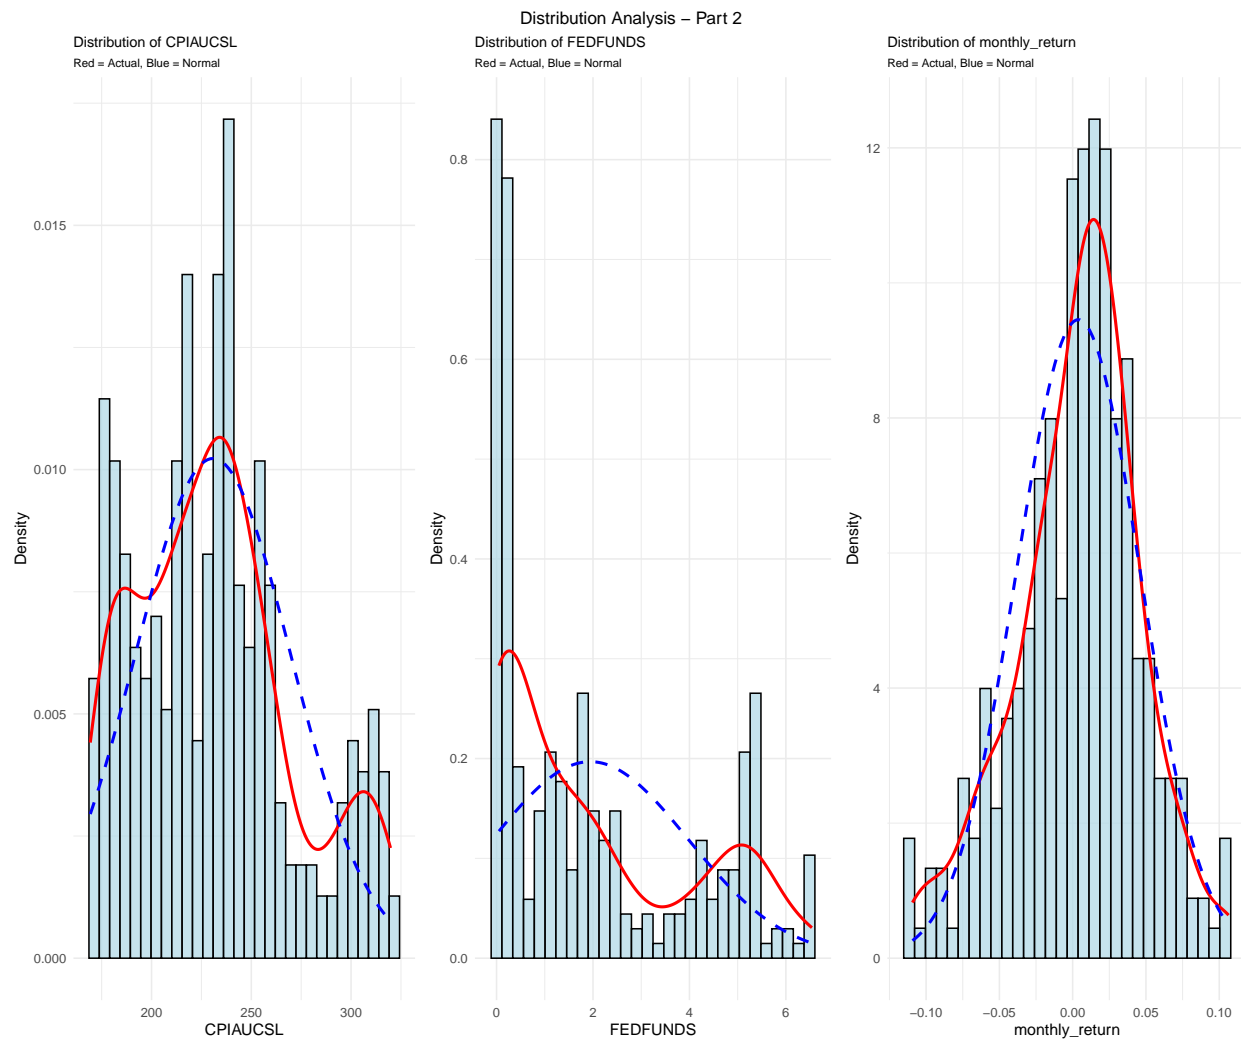 Distribution Analysis − Part 2
Distribution of CPIAUCSL
Red = Actual, Blue = Normal
Density
0.015
0.010
0.005
0.000
200 250 300
CPIAUCSL
Distribution of FEDFUNDS
Red = Actual, Blue = Normal
Density
0.8
0.6
0.4
0.2
0.0
0 2 4 6
FEDFUNDS
Distribution of monthly_return
Red = Actual, Blue = Normal
Density
12
8
4
0
−0.10 −0.05 0.00 0.05 0.10
monthly_return